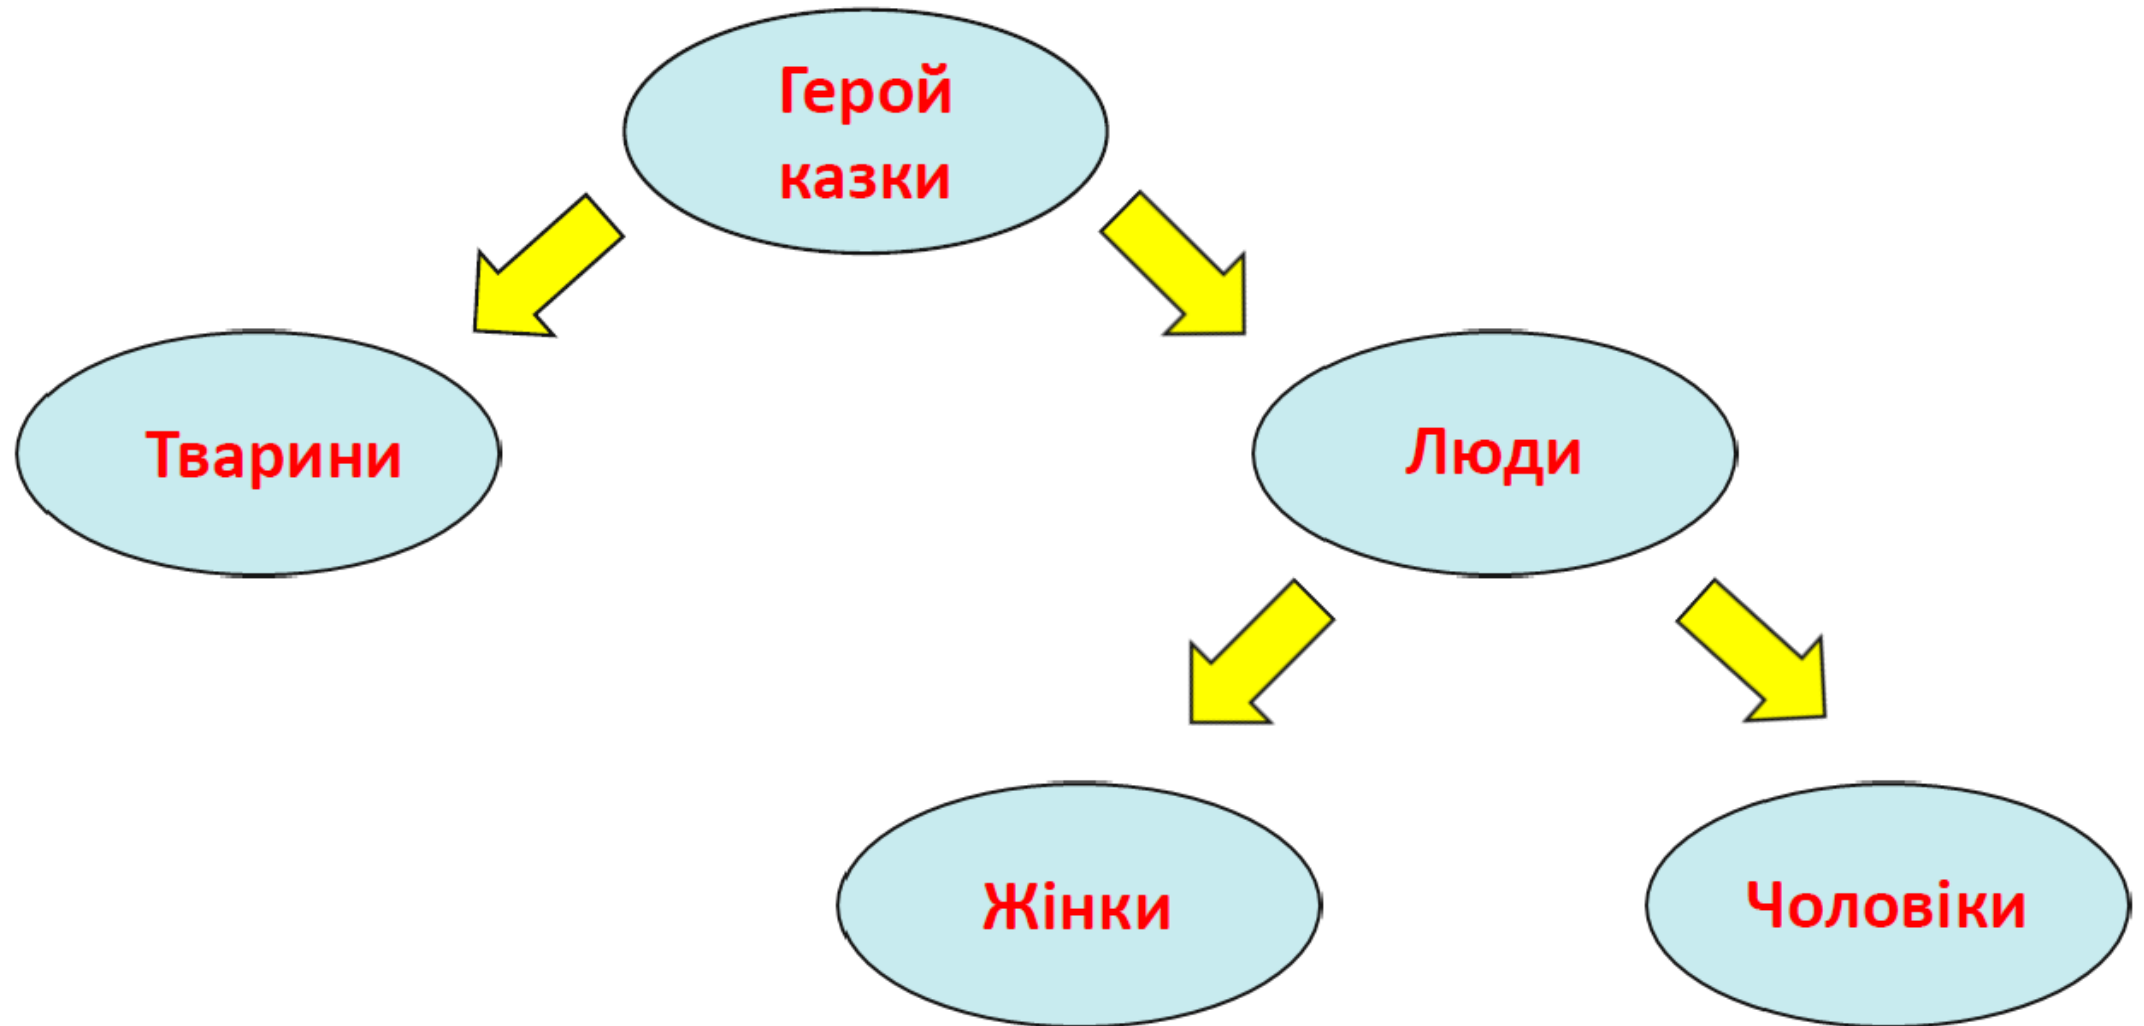 Герой
казки
Тварини
Люди
Жінки
Чоловіки